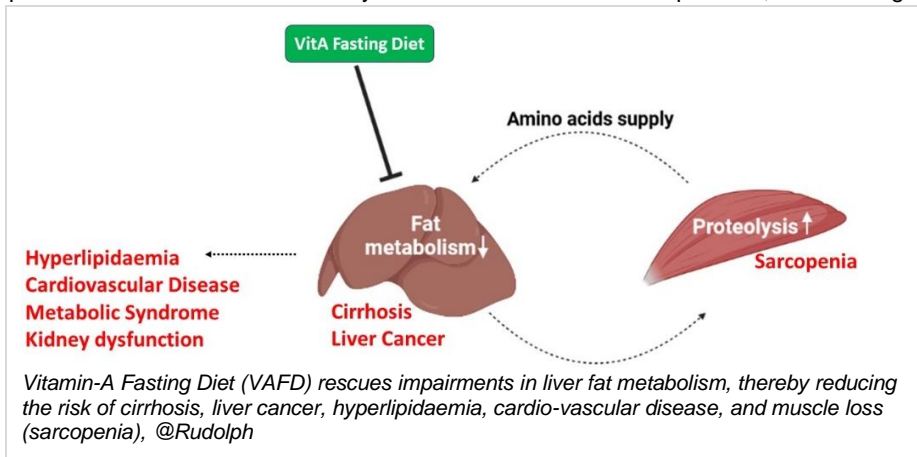 VitA Fasting Diet
Amino acids supply
Fat
metabolism↓
Proteolysis↑
Sarcopenia
Hyperlipidaemia
Cardiovascular Disease
Metabolic Syndrome
Kidney dysfunction
Cirrhosis
Liver Cancer
Vitamin-A Fasting Diet (VAFD) rescues impairments in liver fat metabolism, thereby reducing
the risk of cirrhosis, liver cancer, hyperlipidaemia, cardio-vascular disease, and muscle loss
(sarcopenia), @Rudolph